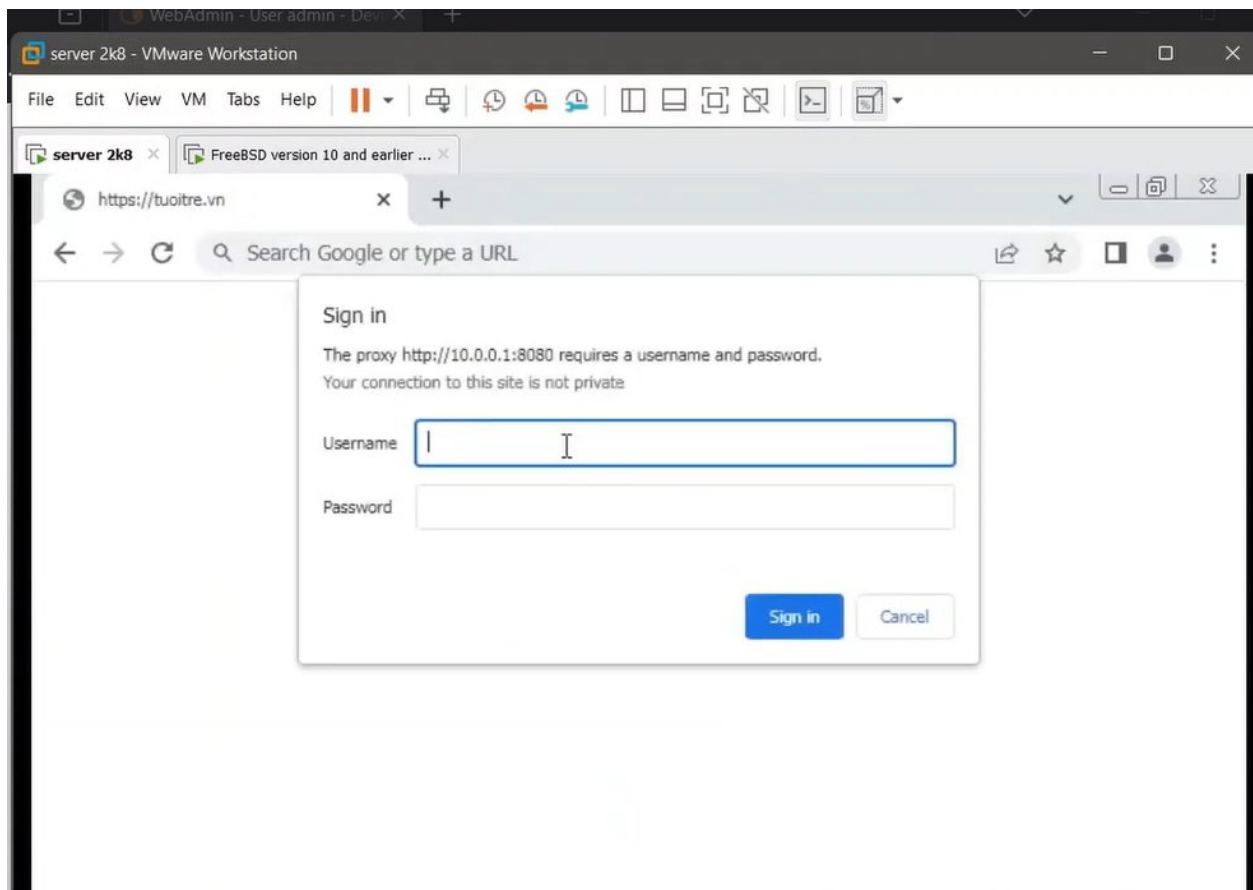 WebAdmin - User admin - Devi
server 2k8 - VMware Workstation
File Edit View VM Tabs Help
server 2k8 FreeBSD version 10 and earlier ...
https://tuoitre.vn
Search Google or type a URL
Sign in
The proxy http://10.0.0.1:8080 requires a username and password.
Your connection to this site is not private
Username
Password
Sign in Cancel